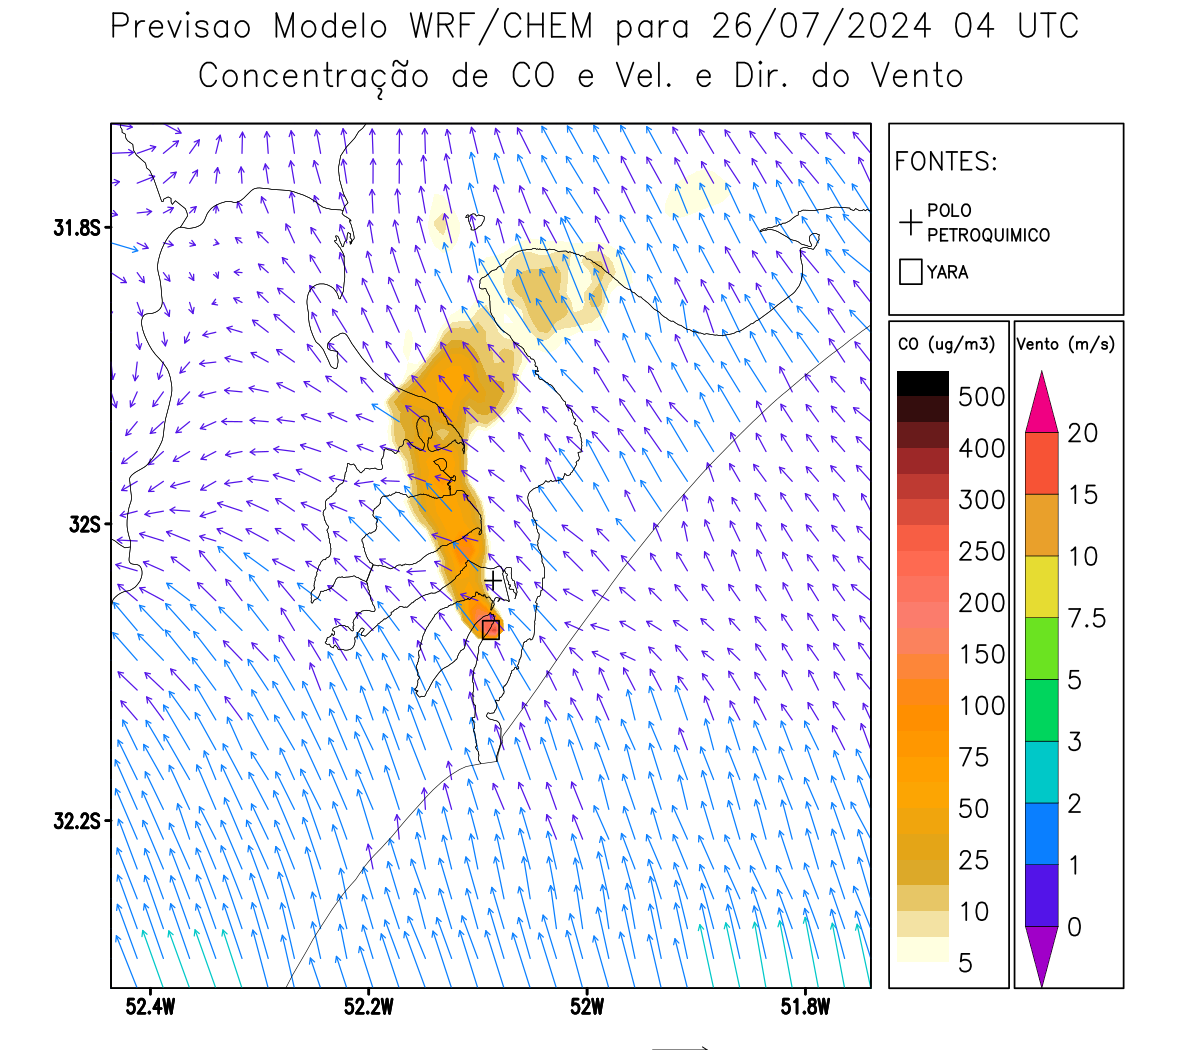 Previsao Modelo WRF/CHEM para 26/07/2024 04 UTC
Concentração de CO e Vel. e Dir. do Vento
FONTES:
POLO
PETROQUIMICO
YARA
CO (ug/m3)
500
400
300
250
200
150
100
75
50
25
10
5
Vento (m/s)
20
15
10
7.5
5
3
2
1
0
31.8S
32S
32.2S
52.4W
52.2W
52W
51.8W